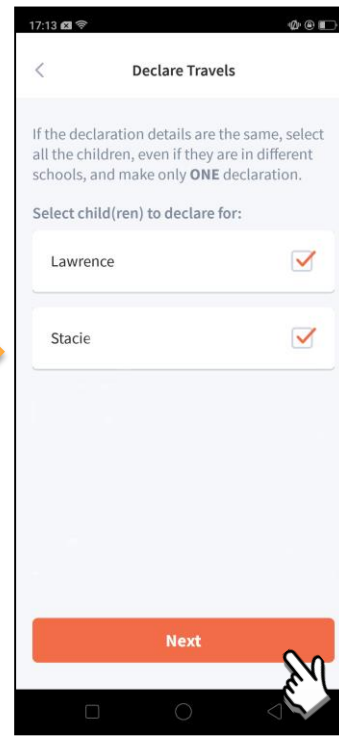 17:13
Declare Travels
If the declaration details are the same, select
all the children, even if they are in different
schools, and make only ONE declaration.
Select child(ren) to declare for:
Lawrence
Stacie
Next